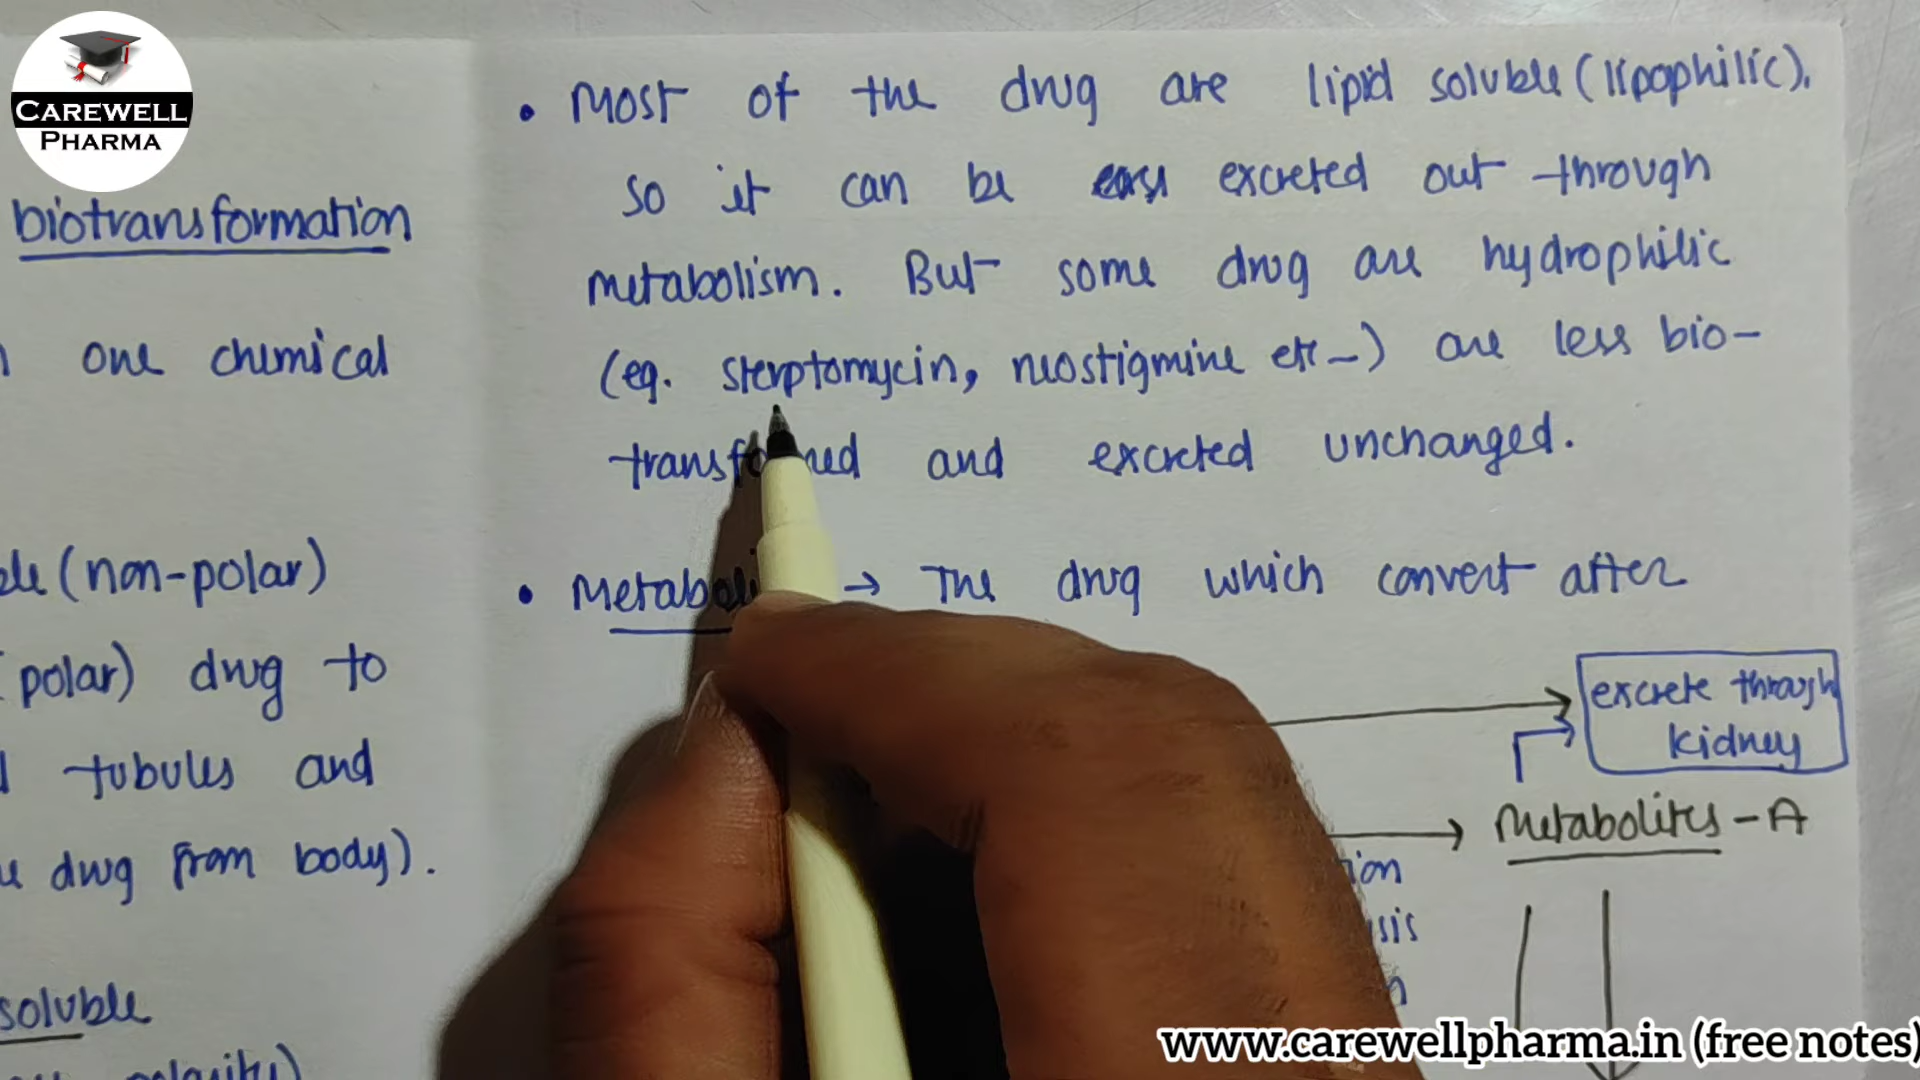 CAREWELL
PHARMA
biotransformation
one chemical
(non-polar)
(polar) drug to
tubules and
drug from body).
soluble
• Most of the drug are lipid soluble (lipophilic).
so it can be excreted out through
metabolism. But some drug are hydrophilic
(eg. sterptomycin, neostigmine etc -) are less bio-
transformed and excreted unchanged.
• Metaboli → The drug which convert after
excrete through
kidney
Metabolites - A
www.carewellpharma.in (free notes)